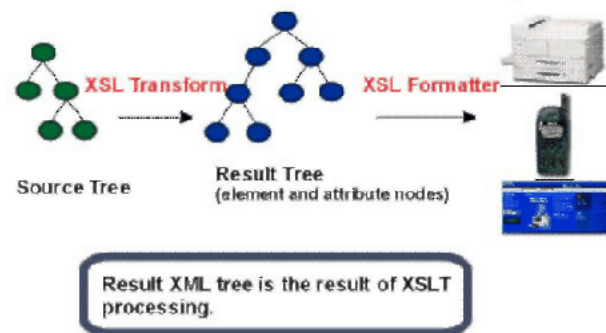 XSL Transform
XSL Formatter
Source Tree
Result Tree
(element and attribute nodes)
Result XML tree is the result of XSLT
processing.